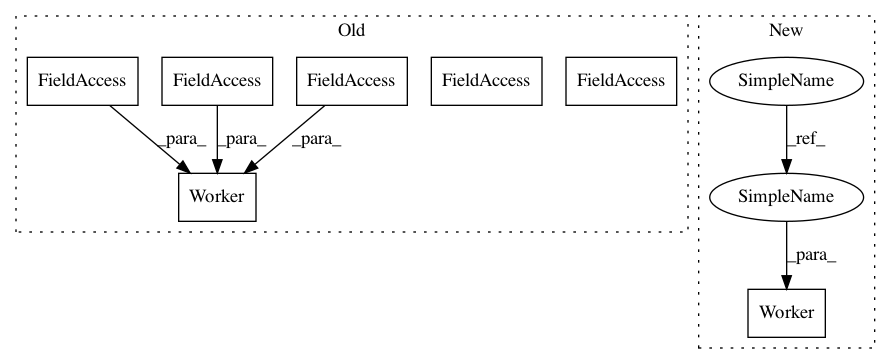 Old
New
FieldAccess FieldAccess FieldAccess FieldAccess FieldAccess
SimpleName
_para_ _para_ _para_
_ref_
Worker
SimpleName
_para_
Worker